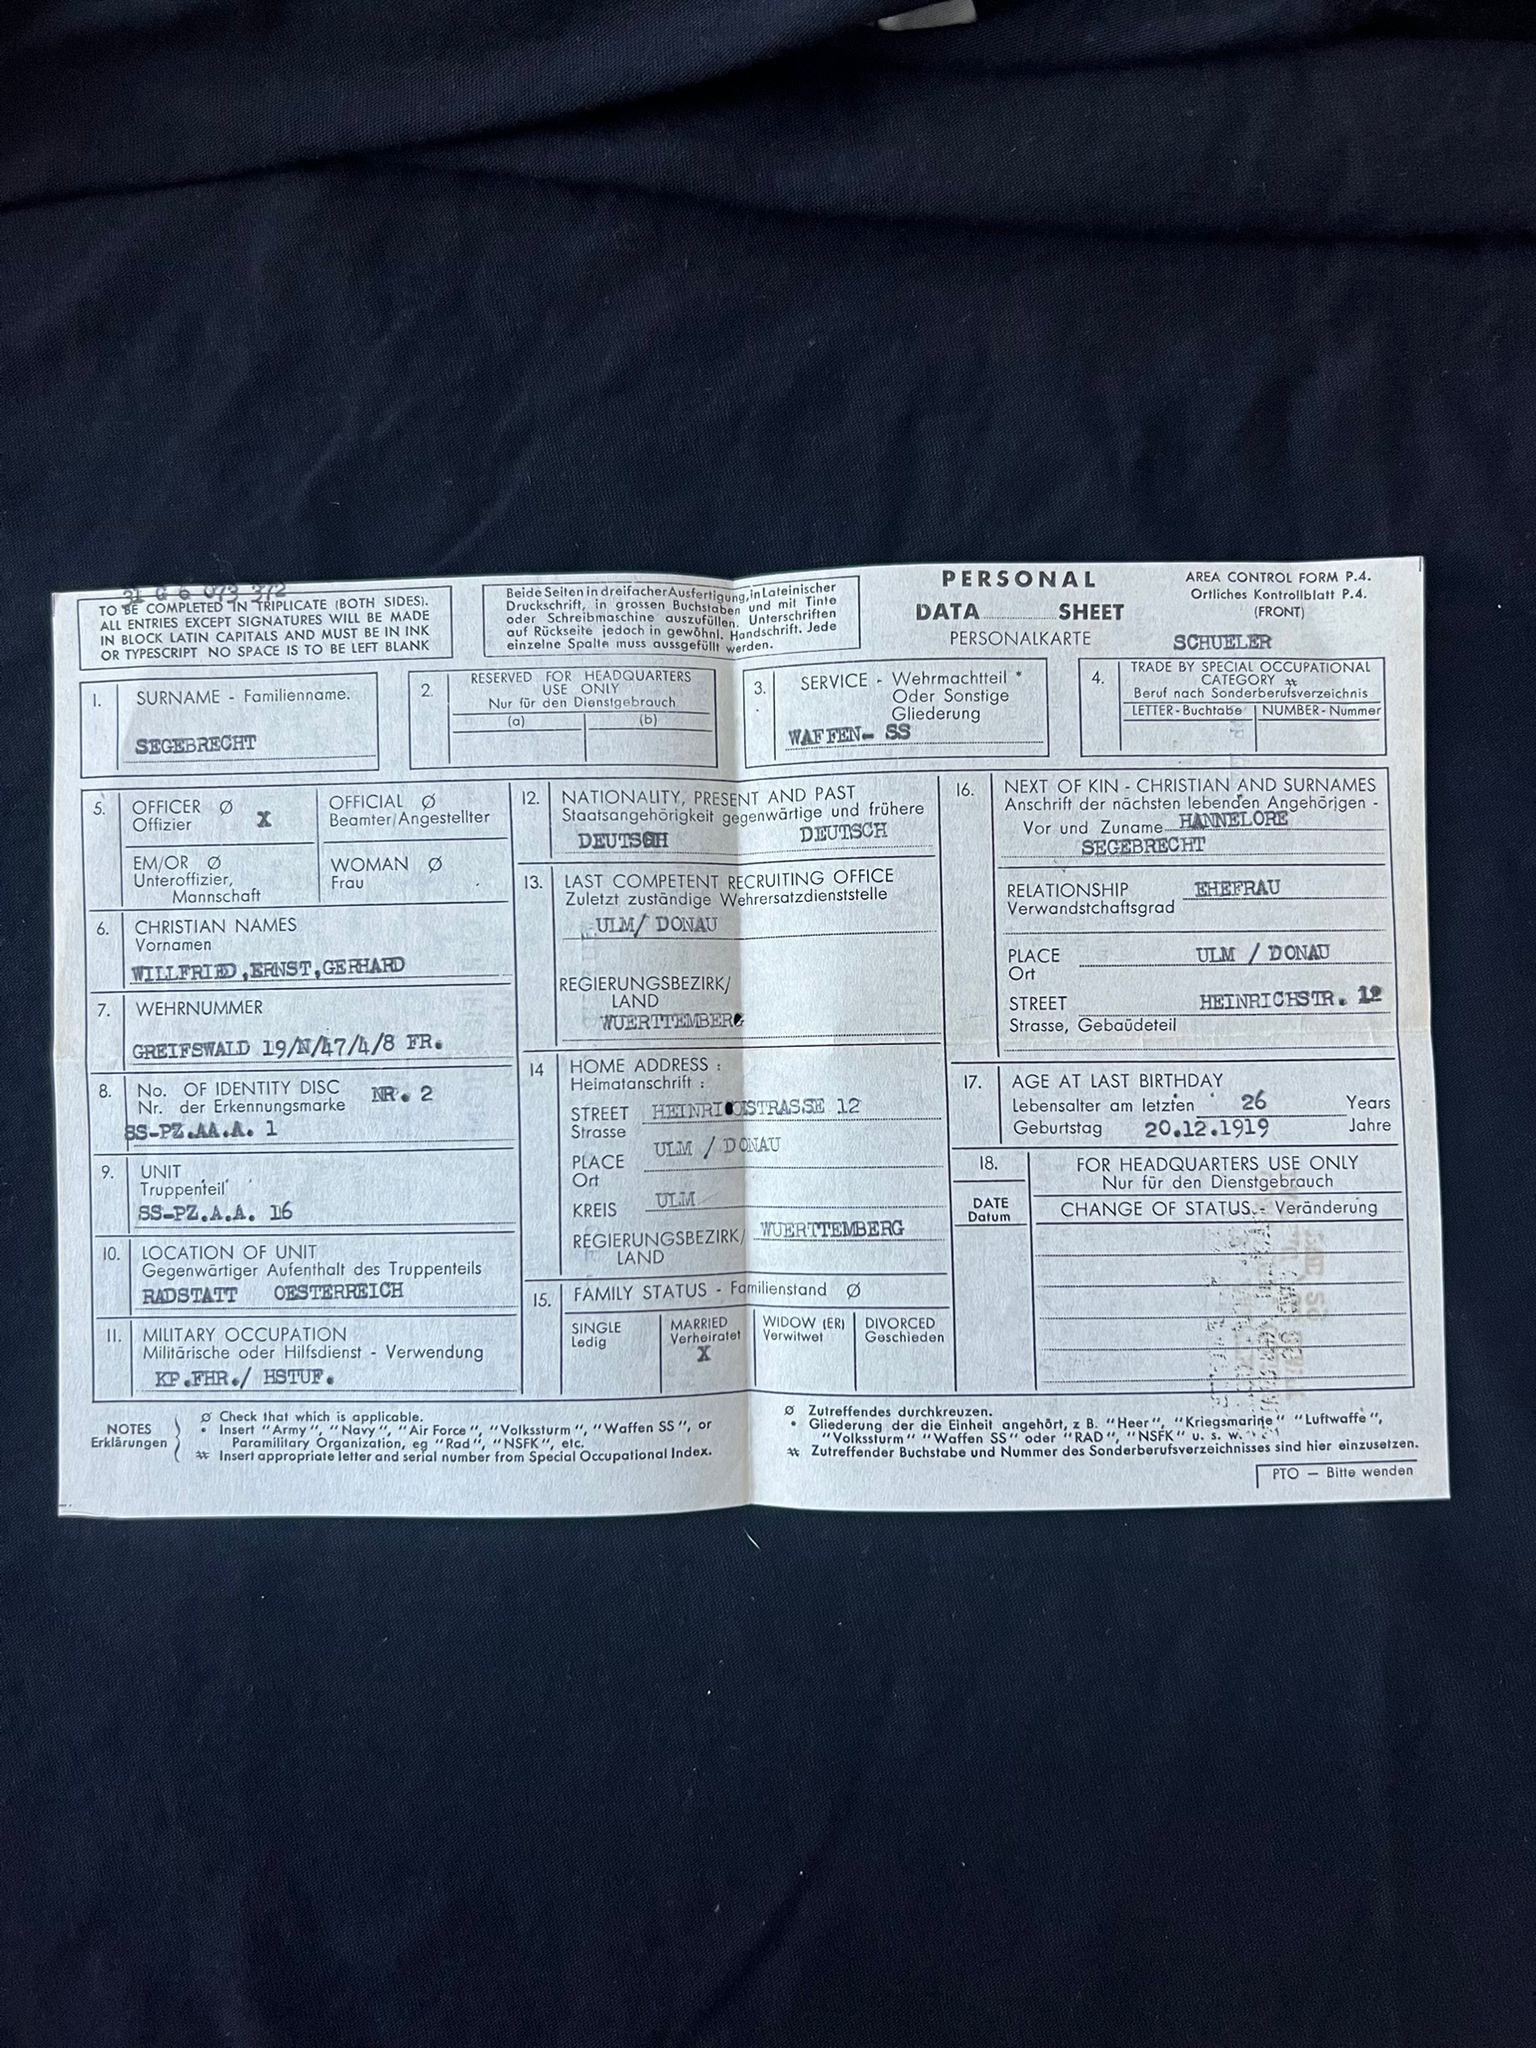 31 G 6 073 372
TO BE COMPLETED IN TRIPLICATE (BOTH SIDES).
ALL ENTRIES EXCEPT SIGNATURES WILL BE MADE
IN BLOCK LATIN CAPITALS AND MUST BE IN INK
OR TYPESCRIPT NO SPACE IS TO BE LEFT BLANK
Beide Seiten in dreifacher Ausfertigung, in Lateinischer
Druckschrift, in grossen Buchstaben und mit Tinte
oder Schreibmaschine auszufüllen. Unterschriften
auf Rückseite jedoch in gewöhnl. Handschrift. Jede
einzelne Spalte muss aussgefüllt werden.
PERSONAL
DATA SHEET
PERSONALKARTE
AREA CONTROL FORM P.4.
Ortliches Kontrollblatt P.4.
(FRONT)
SCHUELER
1. SURNAME - Familienname.
SEGEBRECHT
2. RESERVED FOR HEADQUARTERS
USE ONLY
Nur für den Dienstgebrauch
(a) (b)
3. SERVICE - Wehrmachtteil *
Oder Sonstige
Gliederung
WAFFEN- SS
4. TRADE BY SPECIAL OCCUPATIONAL
CATEGORY ⁂
Beruf nach Sonderberufsverzeichnis
LETTER - Buchtabe NUMBER - Nummer
5. OFFICER Ø
Offizier X
OFFICIAL Ø
Beamter/Angestellter
EM/OR Ø
Unteroffizier,
Mannschaft
WOMAN Ø
Frau
6. CHRISTIAN NAMES
Vornamen
WILLFRIED,ERNST,GERHARD
7. WEHRNUMMER
GREIFSWALD 19/N/47/4/8 FR.
8. No. OF IDENTITY DISC NR. 2
Nr. der Erkennungsmarke
SS-PZ.AA.A. 1
9. UNIT
Truppenteil
SS-PZ.A.A. 16
10. LOCATION OF UNIT
Gegenwärtiger Aufenthalt des Truppenteils
RADSTATT OESTERREICH
11. MILITARY OCCUPATION
Militärische oder Hilfsdienst - Verwendung
KP.FHR./ HSTUF.
12. NATIONALITY, PRESENT AND PAST
Staatsangehörigkeit gegenwärtige und frühere
DEUTSCH DEUTSCH
13. LAST COMPETENT RECRUITING OFFICE
Zuletzt zuständige Wehrersatzdienststelle
ULM/ DONAU
REGIERUNGSBEZIRK/
LAND
WUERTTEMBERG
14 HOME ADDRESS :
Heimatanschrift :
STREET HEINRICHSTRASSE 12
Strasse
PLACE ULM / DONAU
Ort
KREIS ULM
REGIERUNGSBEZIRK/ WUERTTEMBERG
LAND
15. FAMILY STATUS - Familienstand Ø
SINGLE
Ledig
MARRIED
Verheiratet
X
WIDOW (ER)
Verwitwet
DIVORCED
Geschieden
16. NEXT OF KIN - CHRISTIAN AND SURNAMES
Anschrift der nächsten lebenden Angehörigen -
Vor und Zuname HANNELORE
SEGEBRECHT
RELATIONSHIP EHEFRAU
Verwandstchaftsgrad
PLACE ULM / DONAU
Ort
STREET HEINRICHSTR. 12
Strasse, Gebaüdeteil
17. AGE AT LAST BIRTHDAY
Lebensalter am letzten 26 Years
Geburtstag 20.12.1919 Jahre
18. FOR HEADQUARTERS USE ONLY
Nur für den Dienstgebrauch
DATE
Datum
CHANGE OF STATUS. - Veränderung
NOTES
Erklärungen
Ø Check that which is applicable.
* Insert "Army", "Navy", "Air Force", "Volkssturm", "Waffen SS", or
Paramilitary Organization, eg "Rad", "NSFK", etc.
⁂ Insert appropriate letter and serial number from Special Occupational Index.
Ø Zutreffendes durchkreuzen.
* Gliederung der die Einheit angehört, z B. "Heer", "Kriegsmarine" "Luftwaffe",
"Volkssturm" "Waffen SS" oder "RAD", "NSFK" u. s. w.
⁂ Zutreffender Buchstabe und Nummer des Sonderberufsverzeichnisses sind hier einzusetzen.
PTO — Bitte wenden